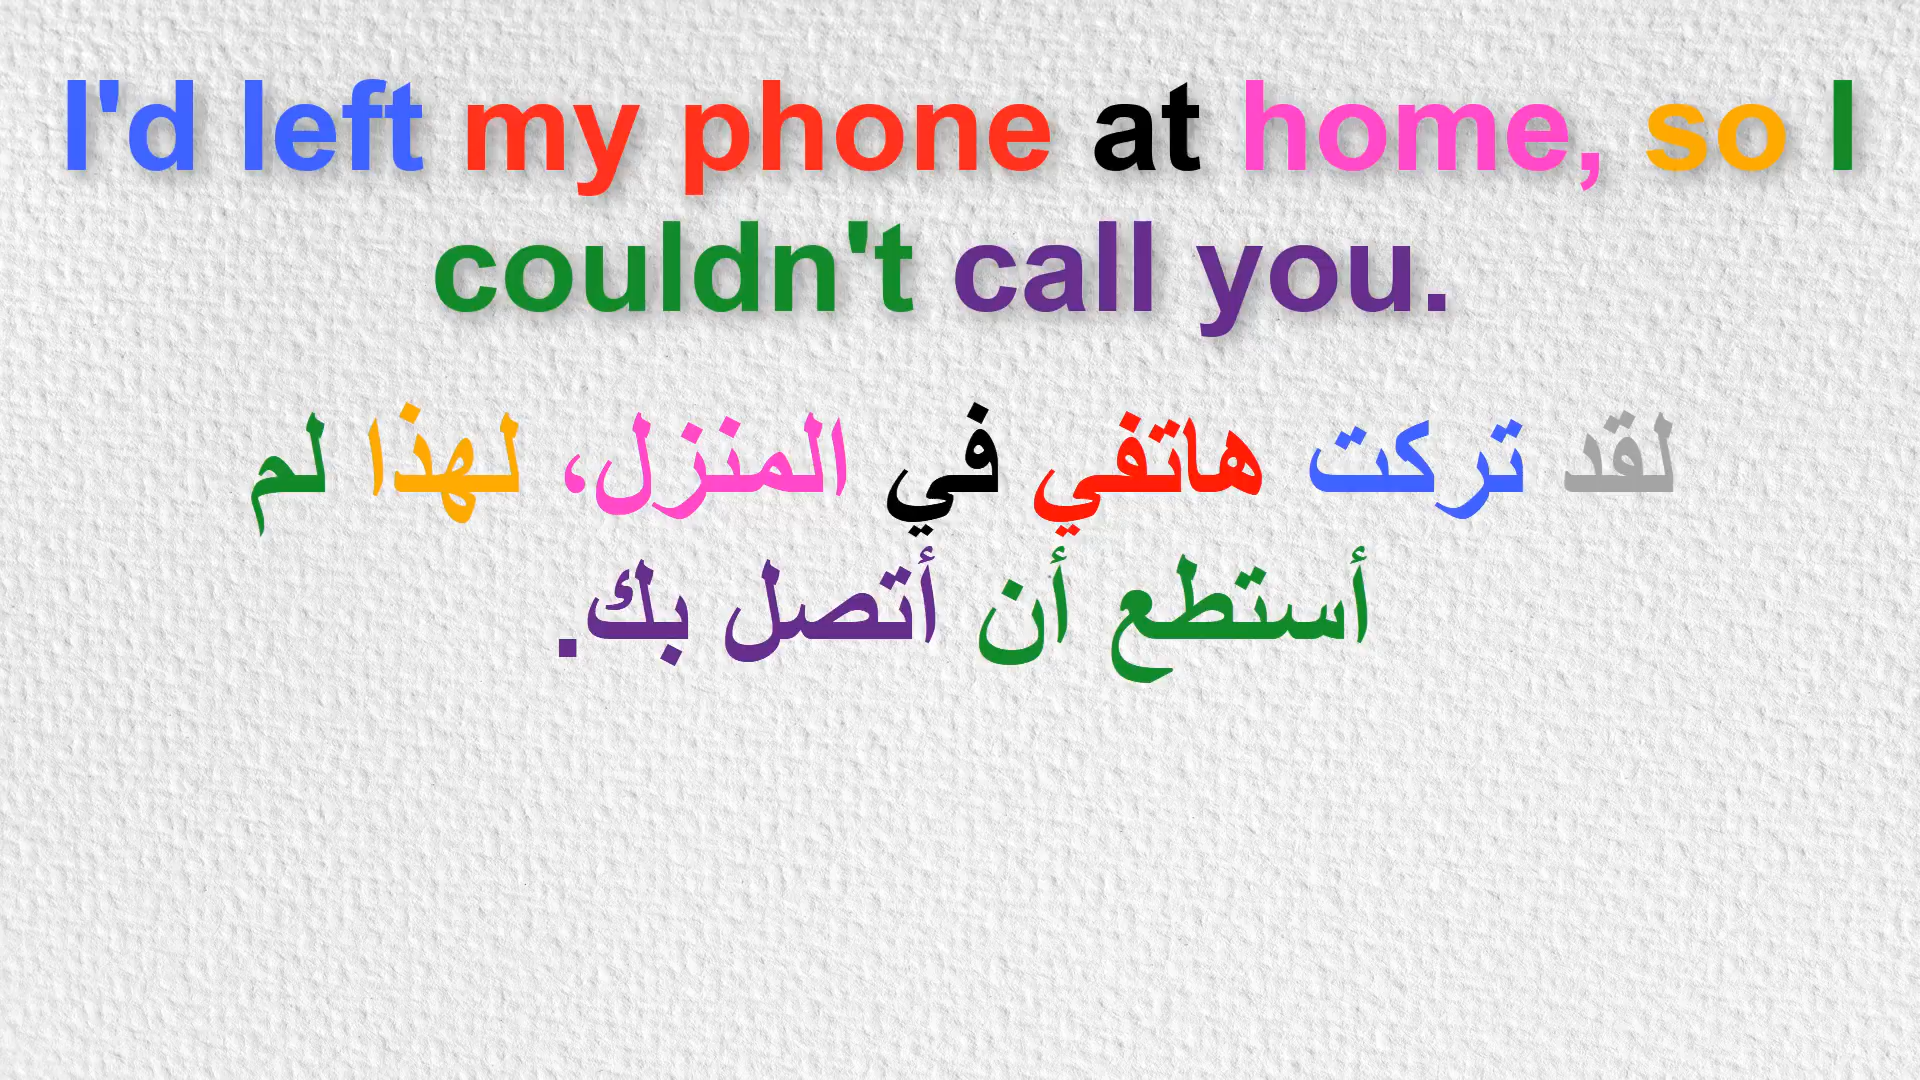 I'd left my phone at home, so I
couldn't call you.
لقد تركت هاتفي في المنزل، لهذا لم
أستطع أن أتصل بك.